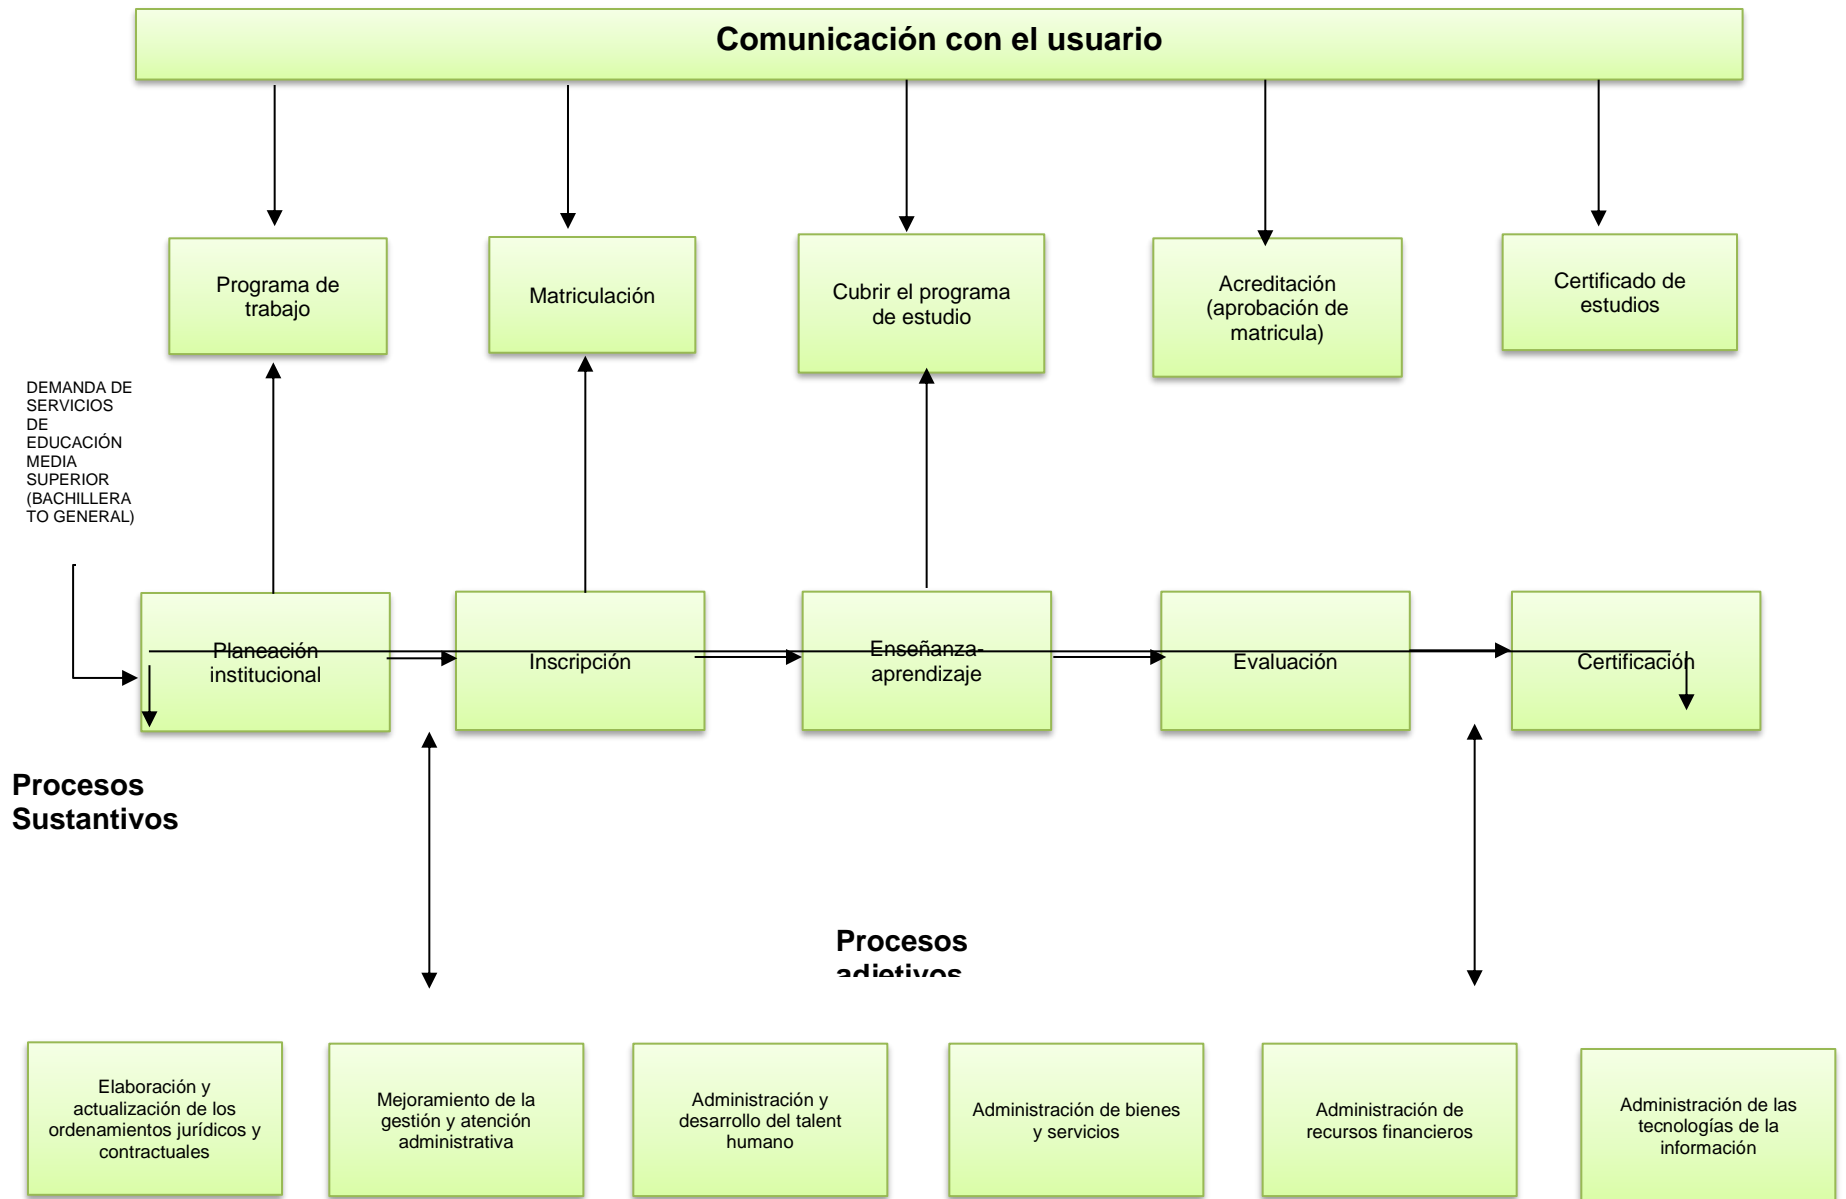 Comunicación con el usuario
Programa de
trabajo
Matriculación
Cubrir el programa
de estudio
Acreditación
(aprobación de
matricula)
Certificado de
estudios
DEMANDA DE
SERVICIOS
DE
EDUCACIÓN
MEDIA
SUPERIOR
(BACHILLERA
TO GENERAL)
Planeación
institucional
Inscripción
Enseñanza-
aprendizaje
Evaluación
Certificación
Procesos
Sustantivos
Procesos
adjetivos
Elaboración y
actualización de los
ordenamientos jurídicos y
contractuales
Mejoramiento de la
gestión y atención
administrativa
Administración y
desarrollo del talent
humano
Administración de bienes
y servicios
Administración de
recursos financieros
Administración de las
tecnologías de la
información